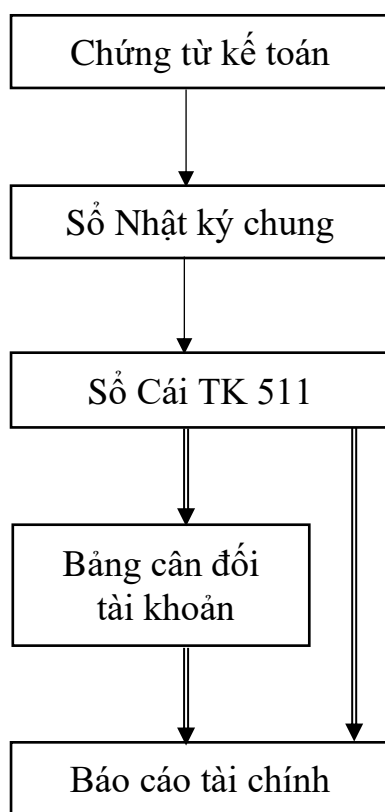 Chứng từ kế toán
Sổ Nhật ký chung
Sổ Cái TK 511
Bảng cân đối
tài khoản
Báo cáo tài chính